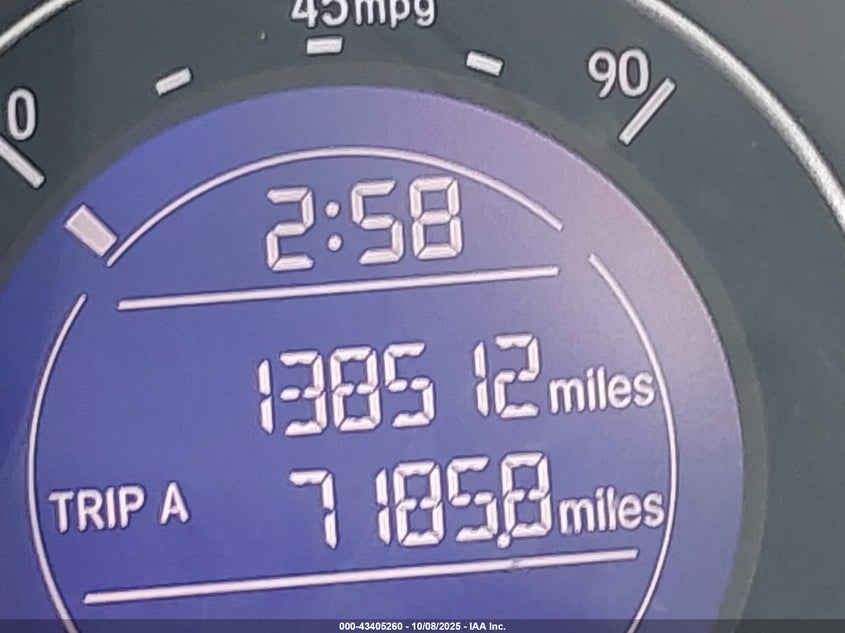 45mpg
0
90
2:58
138512 miles
TRIP A 7185.8 miles
000-43405260 - 10/08/2025 - IAA Inc.